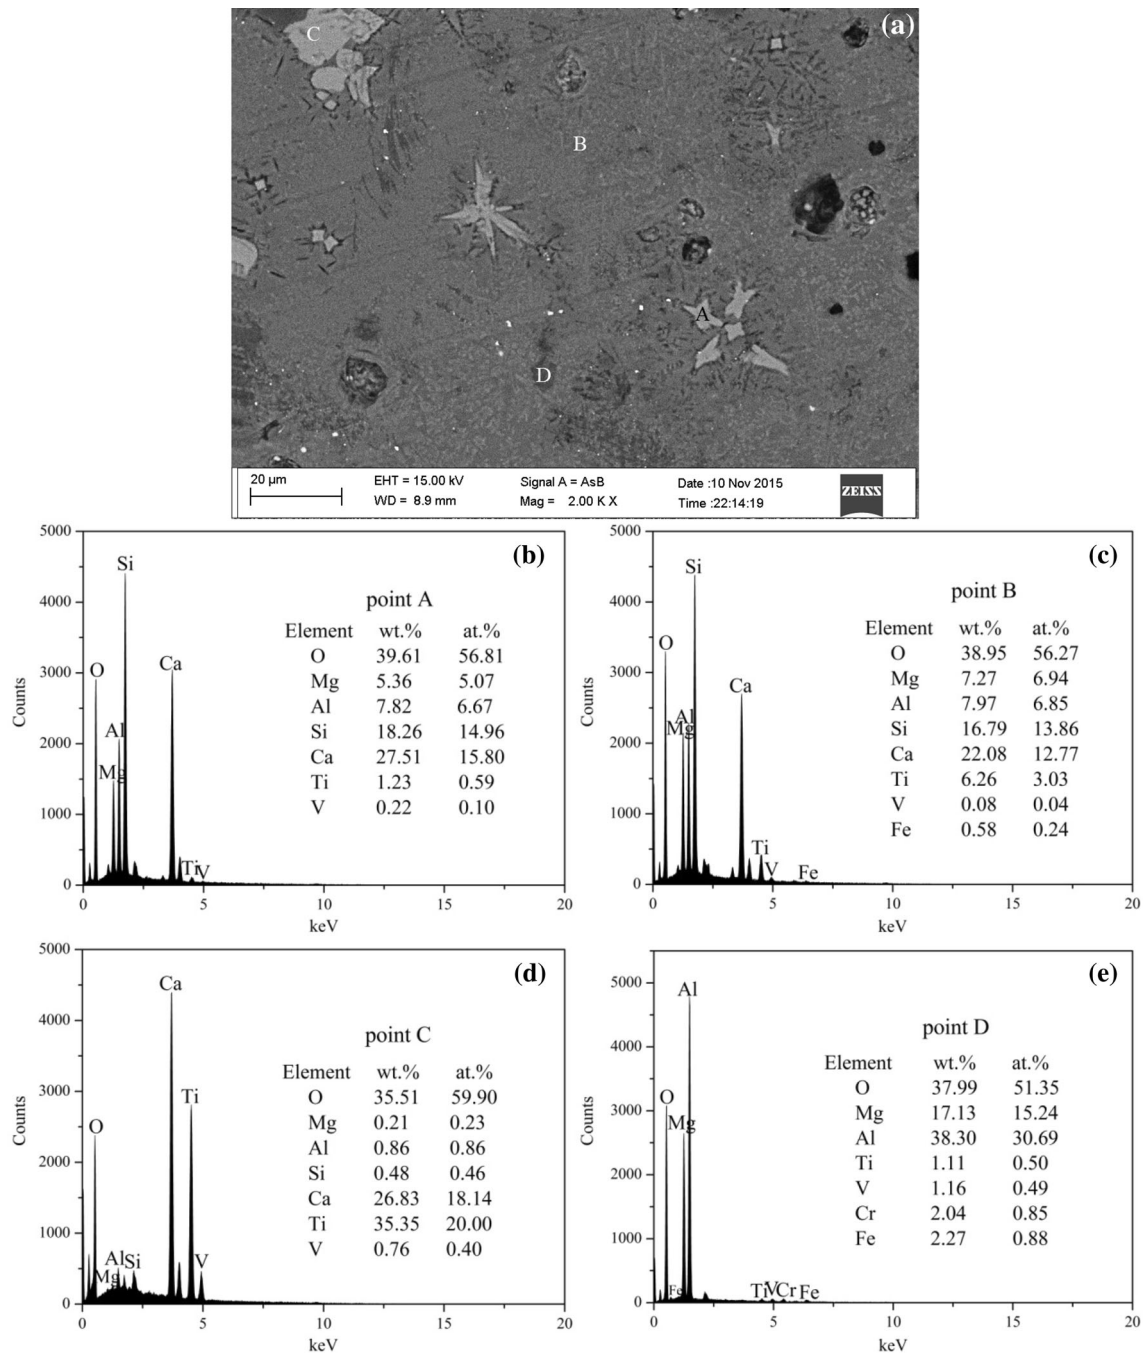 (a)
C
B
A
D
20 µm
EHT = 15.00 kV
Signal A = AsB
Date :10 Nov 2015
WD = 8.9 mm
Mag = 2.00 K X
Time :22:14:19
ZEISS
(b)
5000
4000
3000
2000
1000
0
Counts
0 5 10 15 20
keV
O
Mg
Al
Si
Ca
Ti
V
point A
Element wt.% at.%
O 39.61 56.81
Mg 5.36 5.07
Al 7.82 6.67
Si 18.26 14.96
Ca 27.51 15.80
Ti 1.23 0.59
V 0.22 0.10
(c)
5000
4000
3000
2000
1000
0
Counts
0 5 10 15 20
keV
O
Mg
Al
Si
Ca
Ti
V
Fe
point B
Element wt.% at.%
O 38.95 56.27
Mg 7.27 6.94
Al 7.97 6.85
Si 16.79 13.86
Ca 22.08 12.77
Ti 6.26 3.03
V 0.08 0.04
Fe 0.58 0.24
(d)
5000
4000
3000
2000
1000
0
Counts
0 5 10 15 20
keV
O
Mg
Al
Si
Ca
Ti
V
point C
Element wt.% at.%
O 35.51 59.90
Mg 0.21 0.23
Al 0.86 0.86
Si 0.48 0.46
Ca 26.83 18.14
Ti 35.35 20.00
V 0.76 0.40
(e)
5000
4000
3000
2000
1000
0
Counts
0 5 10 15 20
keV
O
Fe
Mg
Al
Ti
V
Cr
Fe
point D
Element wt.% at.%
O 37.99 51.35
Mg 17.13 15.24
Al 38.30 30.69
Ti 1.11 0.50
V 1.16 0.49
Cr 2.04 0.85
Fe 2.27 0.88